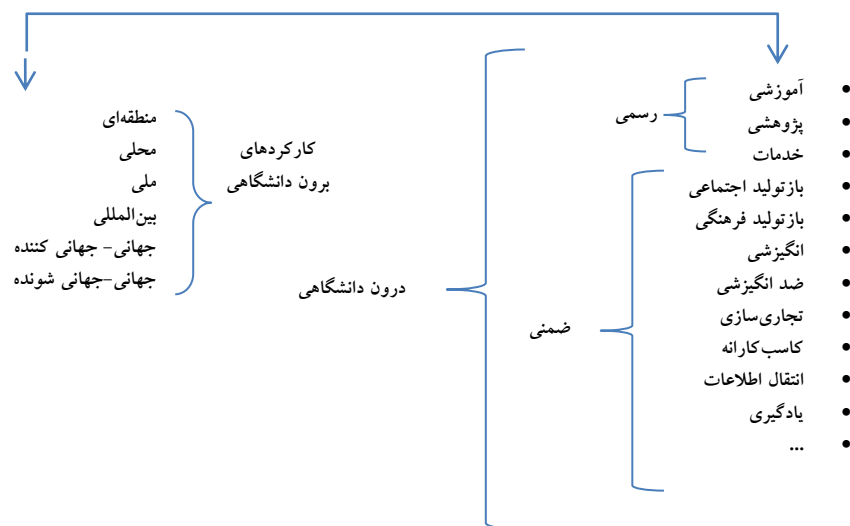 آموزشی
پژوهشی
خدمات
بازتولید اجتماعی
بازتولید فرهنگی
انگیزشی
ضد انگیزشی
تجاری‌سازی
کاسب‌کارانه
انتقال اطلاعات
یادگیری
...
رسمی
ضمنی
درون دانشگاهی
کارکردهای
برون دانشگاهی
منطقه‌ای
محلی
ملی
بین‌المللی
جهانی- جهانی کننده
جهانی-جهانی شونده